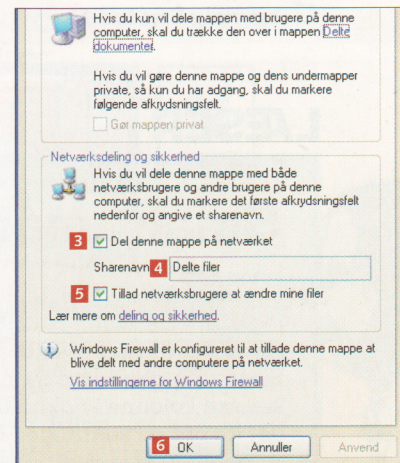 Hvis du kun vil dele mappen med brugere på denne
computer, skal du trække den over i mappen Delte
dokumenter.
Hvis du vil gøre denne mappe og dens undermapper
private, så kun du har adgang, skal du markere
følgende afkrydsningsfelt.
Gør mappen privat
Netværksdeling og sikkerhed
Hvis du vil dele denne mappe med både
netværksbrugere og andre brugere på denne
computer, skal du markere det første afkrydsningsfelt
nedenfor og angive et sharenavn.
3 Del denne mappe på netværket
Sharenavn 4 Delte filer
5 Tillad netværksbrugere at ændre mine filer
Lær mere om deling og sikkerhed.
Windows Firewall er konfigureret til at tillade denne mappe at
blive delt med andre computere på netværket.
Vis indstillingerne for Windows Firewall
6 OK Annuller Anvend